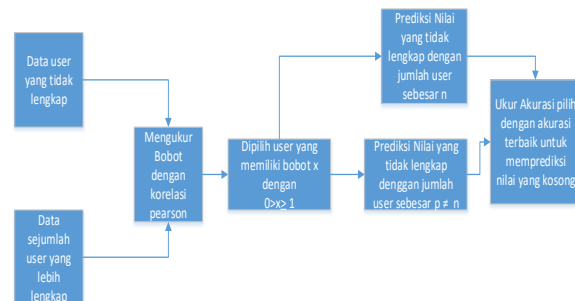 Data user
yang tidak
lengkap
Data
sejumlah
user yang
lebih
lengkap
Mengukur
Bobot
dengan
korelasi
pearson
Dipilih user yang
memiliki bobot x
dengan
0>x≥ 1
Prediksi Nilai
yang tidak
lengkap dengan
jumlah user
sebesar n
Prediksi Nilai yang
tidak lengkap
denggan jumlah
user sebesar p ≠ n
Ukur Akurasi pilih
dengan akurasi
terbaik untuk
memprediksi
nilai yang kosong